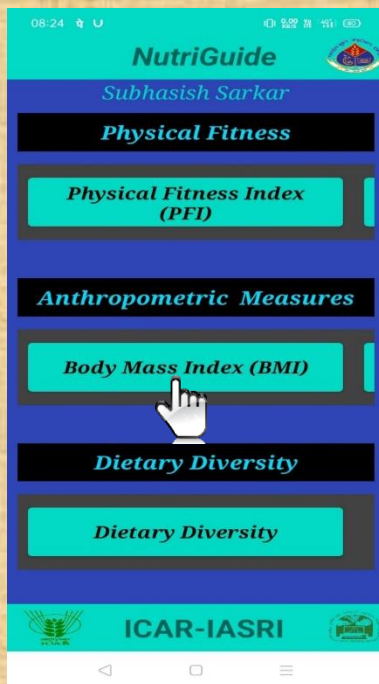 08:24
NutriGuide
Subhasish Sarkar
Physical Fitness
Physical Fitness Index
(PFI)
Anthropometric Measures
Body Mass Index (BMI)
Dietary Diversity
Dietary Diversity
ICAR-IASRI